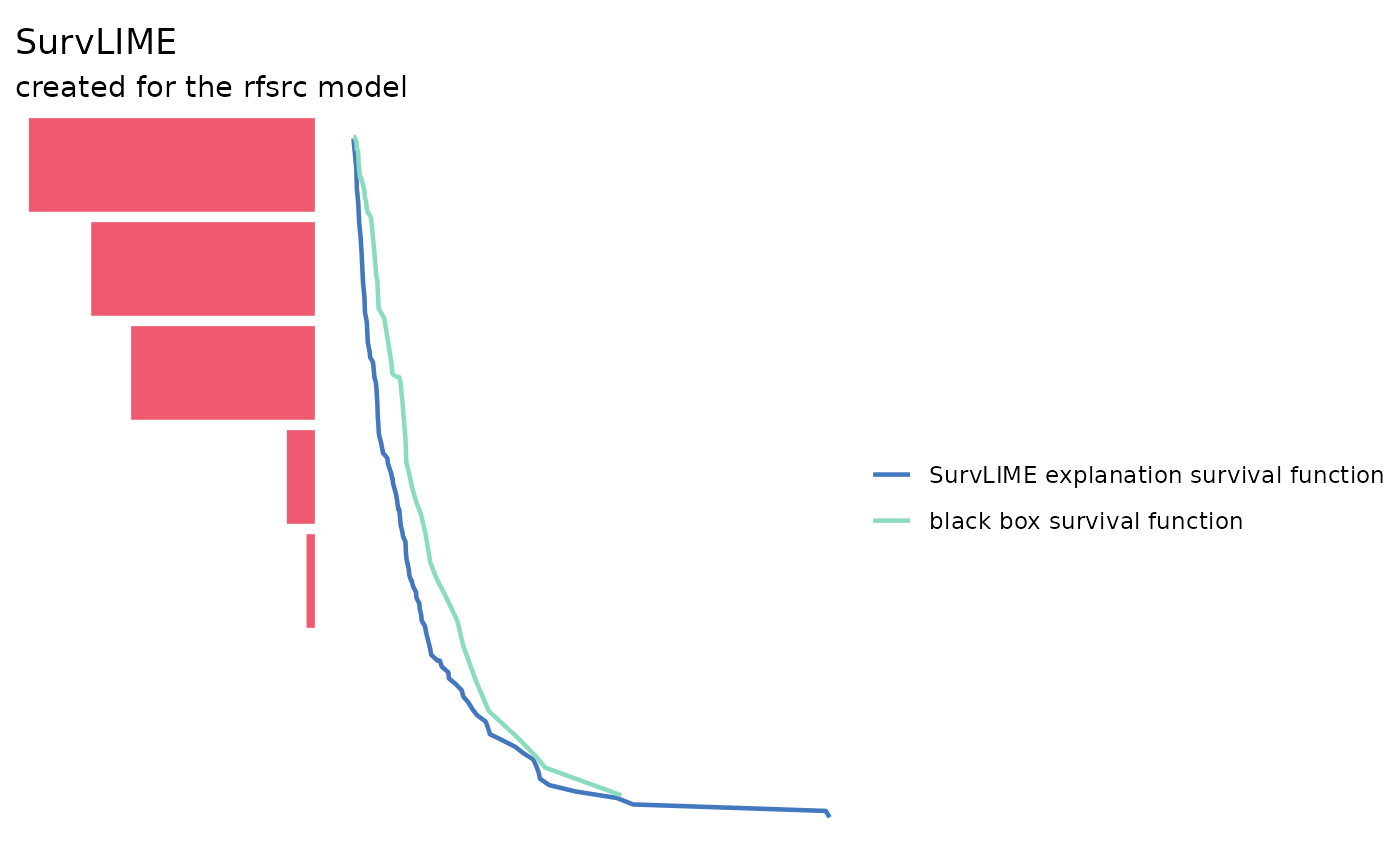 SurvLIME
created for the rfsrc model
SurvLIME explanation survival function
black box survival function